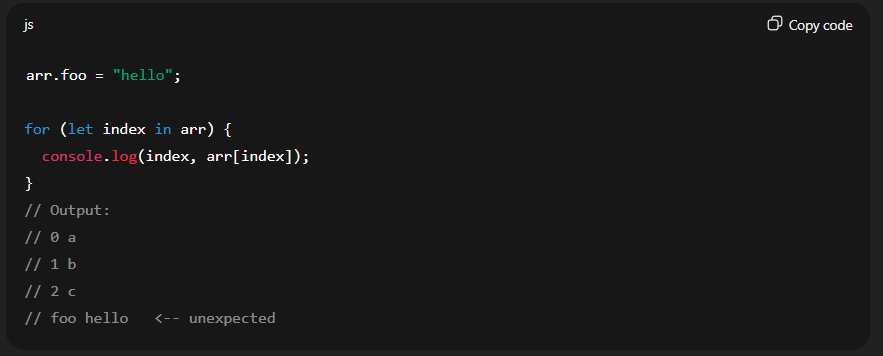 js
Copy code
arr.foo = "hello";
for (let index in arr) {
  console.log(index, arr[index]);
}
// Output:
// 0 a
// 1 b
// 2 c
// foo hello   <-- unexpected